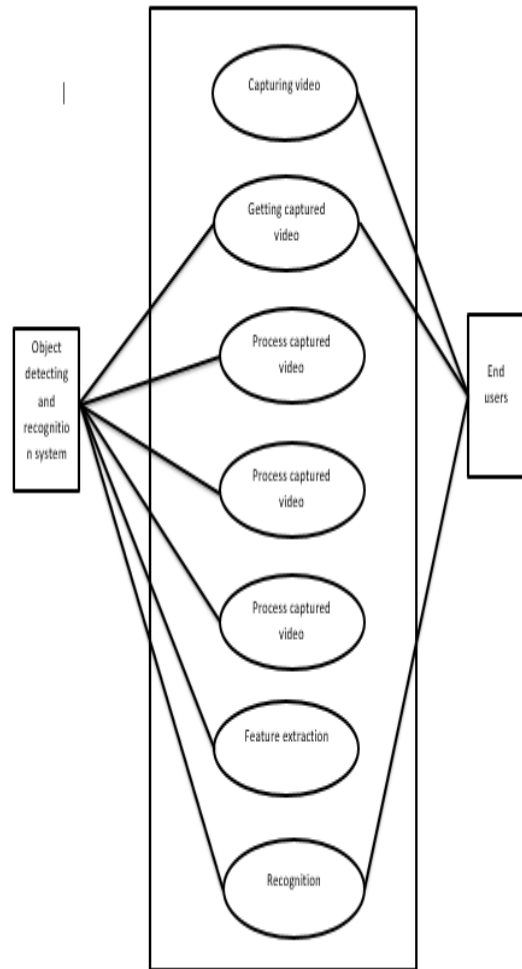 Capturing video
Getting captured
video
Process captured
video
Object
detecting
and
recognitio
n system
End
users
Process captured
video
Process captured
video
Feature extraction
Recognition